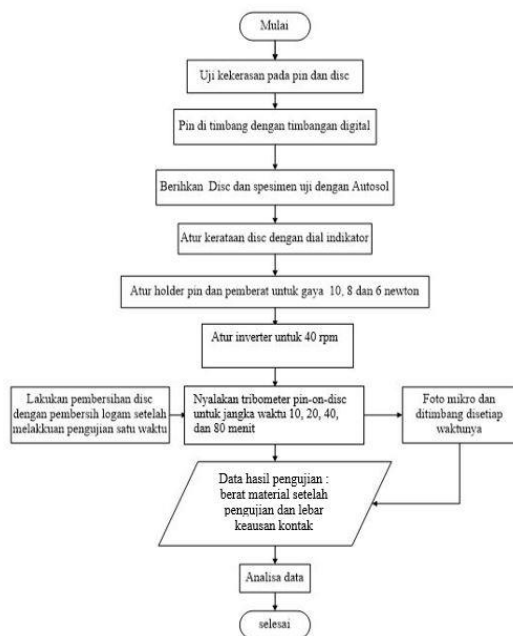 Mulai
Uji kekerasan pada pin dan disc
Pin di timbang dengan timbangan digital
Berihkan Disc dan spesimen uji dengan Autosol
Atur kerataan disc dengan dial indikator
Atur holder pin dan pemberat untuk gaya 10, 8 dan 6 newton
Atur inverter untuk 40 rpm
Lakukan pembersihan disc
dengan pembersih logam setelah
melakkuan pengujian satu waktu
Nyalakan tribometer pin-on-disc
untuk jangka waktu 10, 20, 40,
dan 80 menit
Foto mikro dan
ditimbang disetiap
waktunya
Data hasil pengujian :
berat material setelah
pengujian dan lebar
keausan kontak
Analisa data
selesai